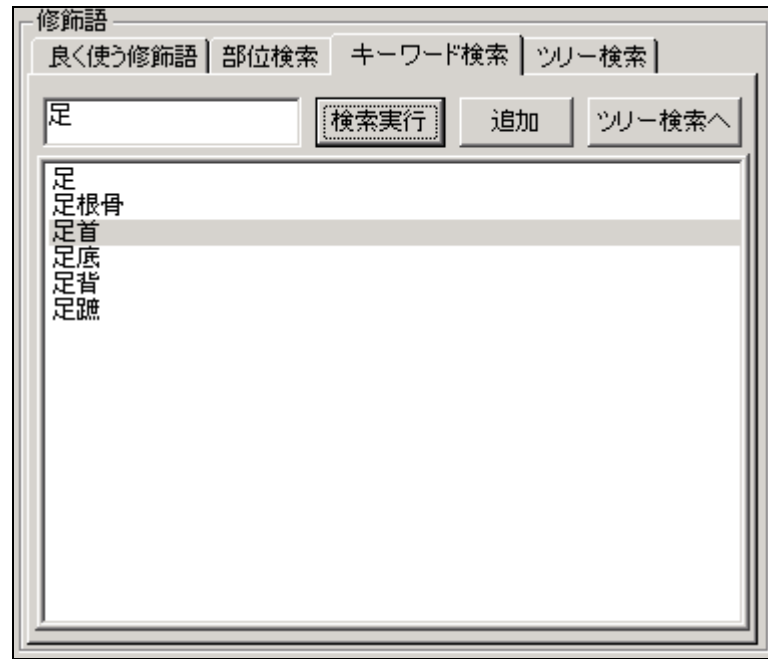 修飾語
良く使う修飾語 部位検索 キーワード検索 ツリー検索
足 検索実行 追加 ツリー検索へ
足
足根骨
足首
足底
足背
足蹠